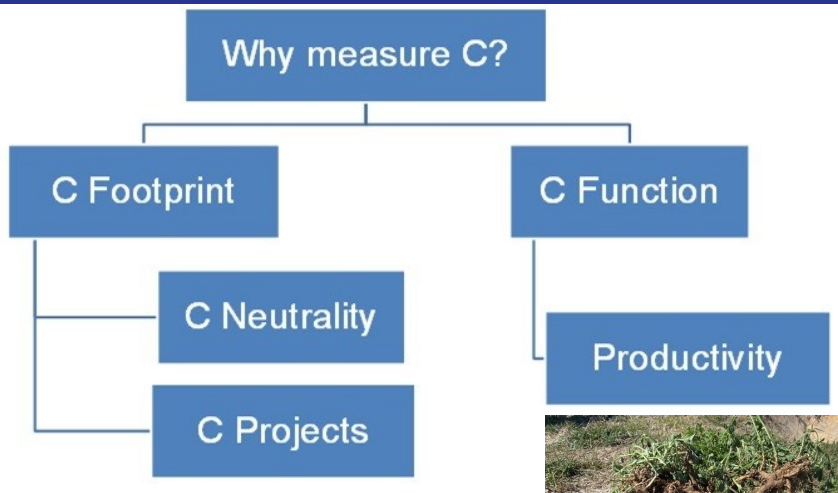 Why measure C?
C Footprint
C Function
C Neutrality
Productivity
C Projects